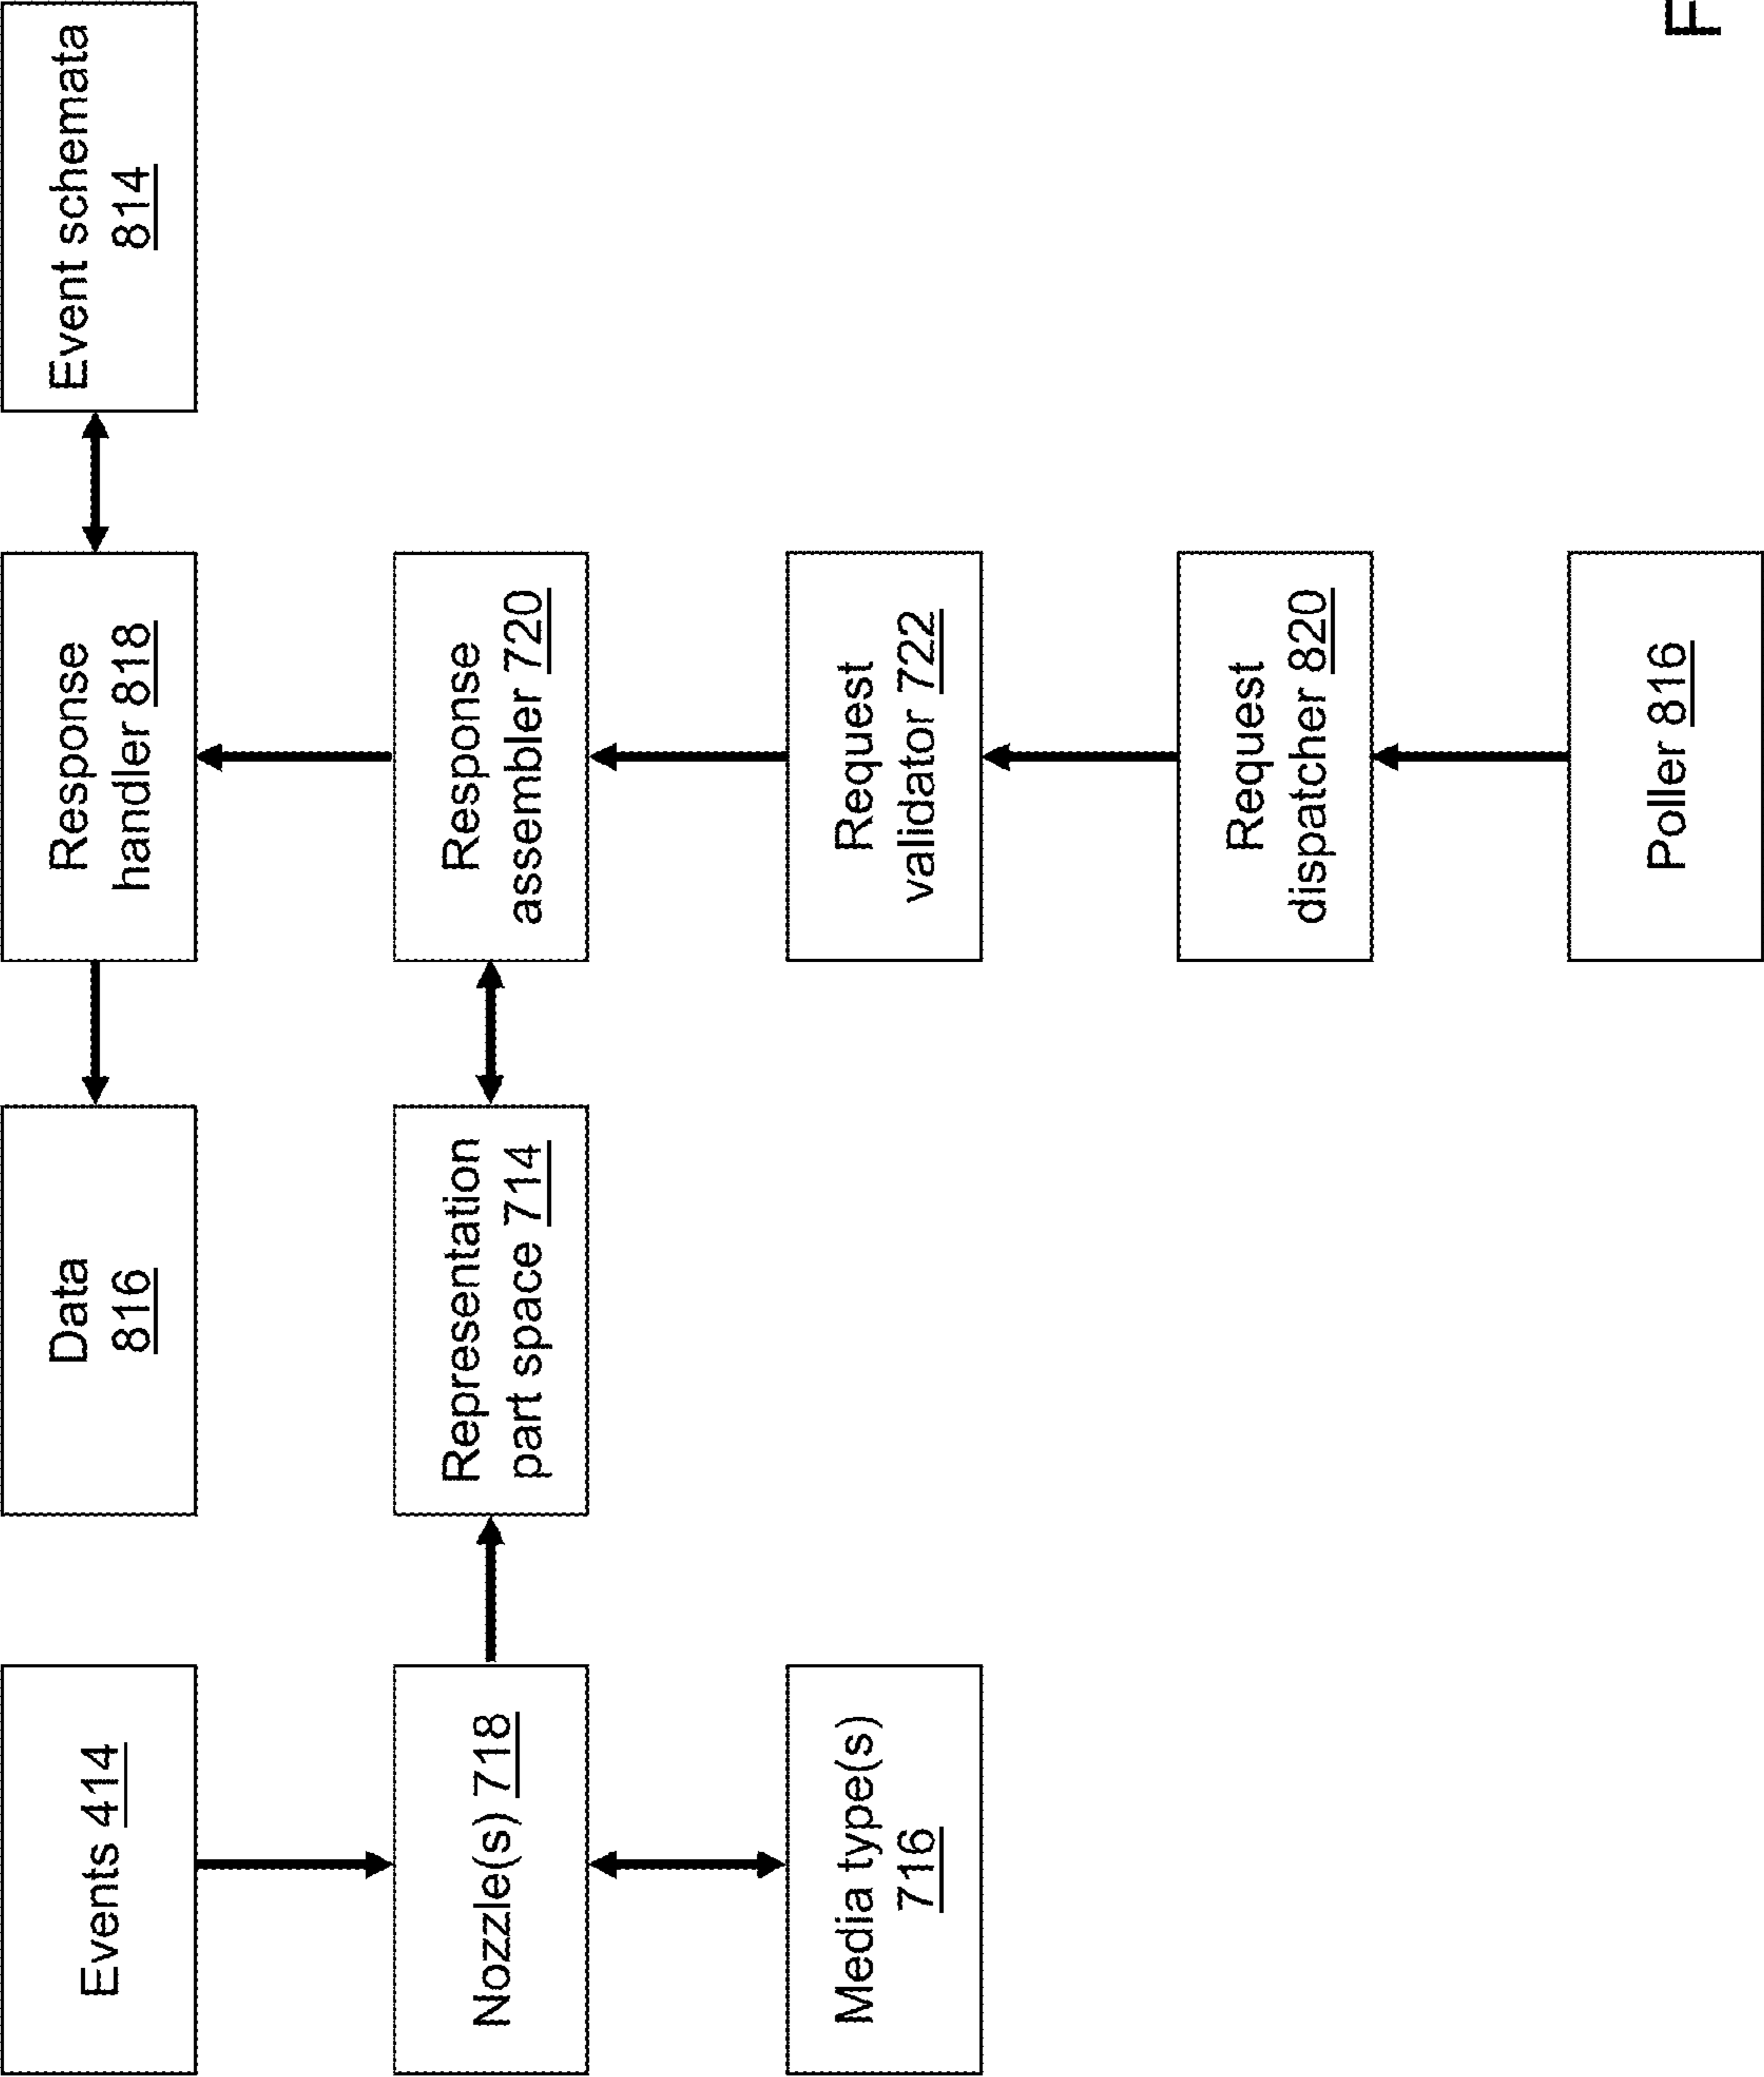 Events 414
Data
816
Response
handler 818
Event schemata
814
Nozzle(s) 718
Representation
part space 714
Response
assembler 720
Media type(s)
716
Request
validator 722
Request
dispatcher 820
Poller 816
F